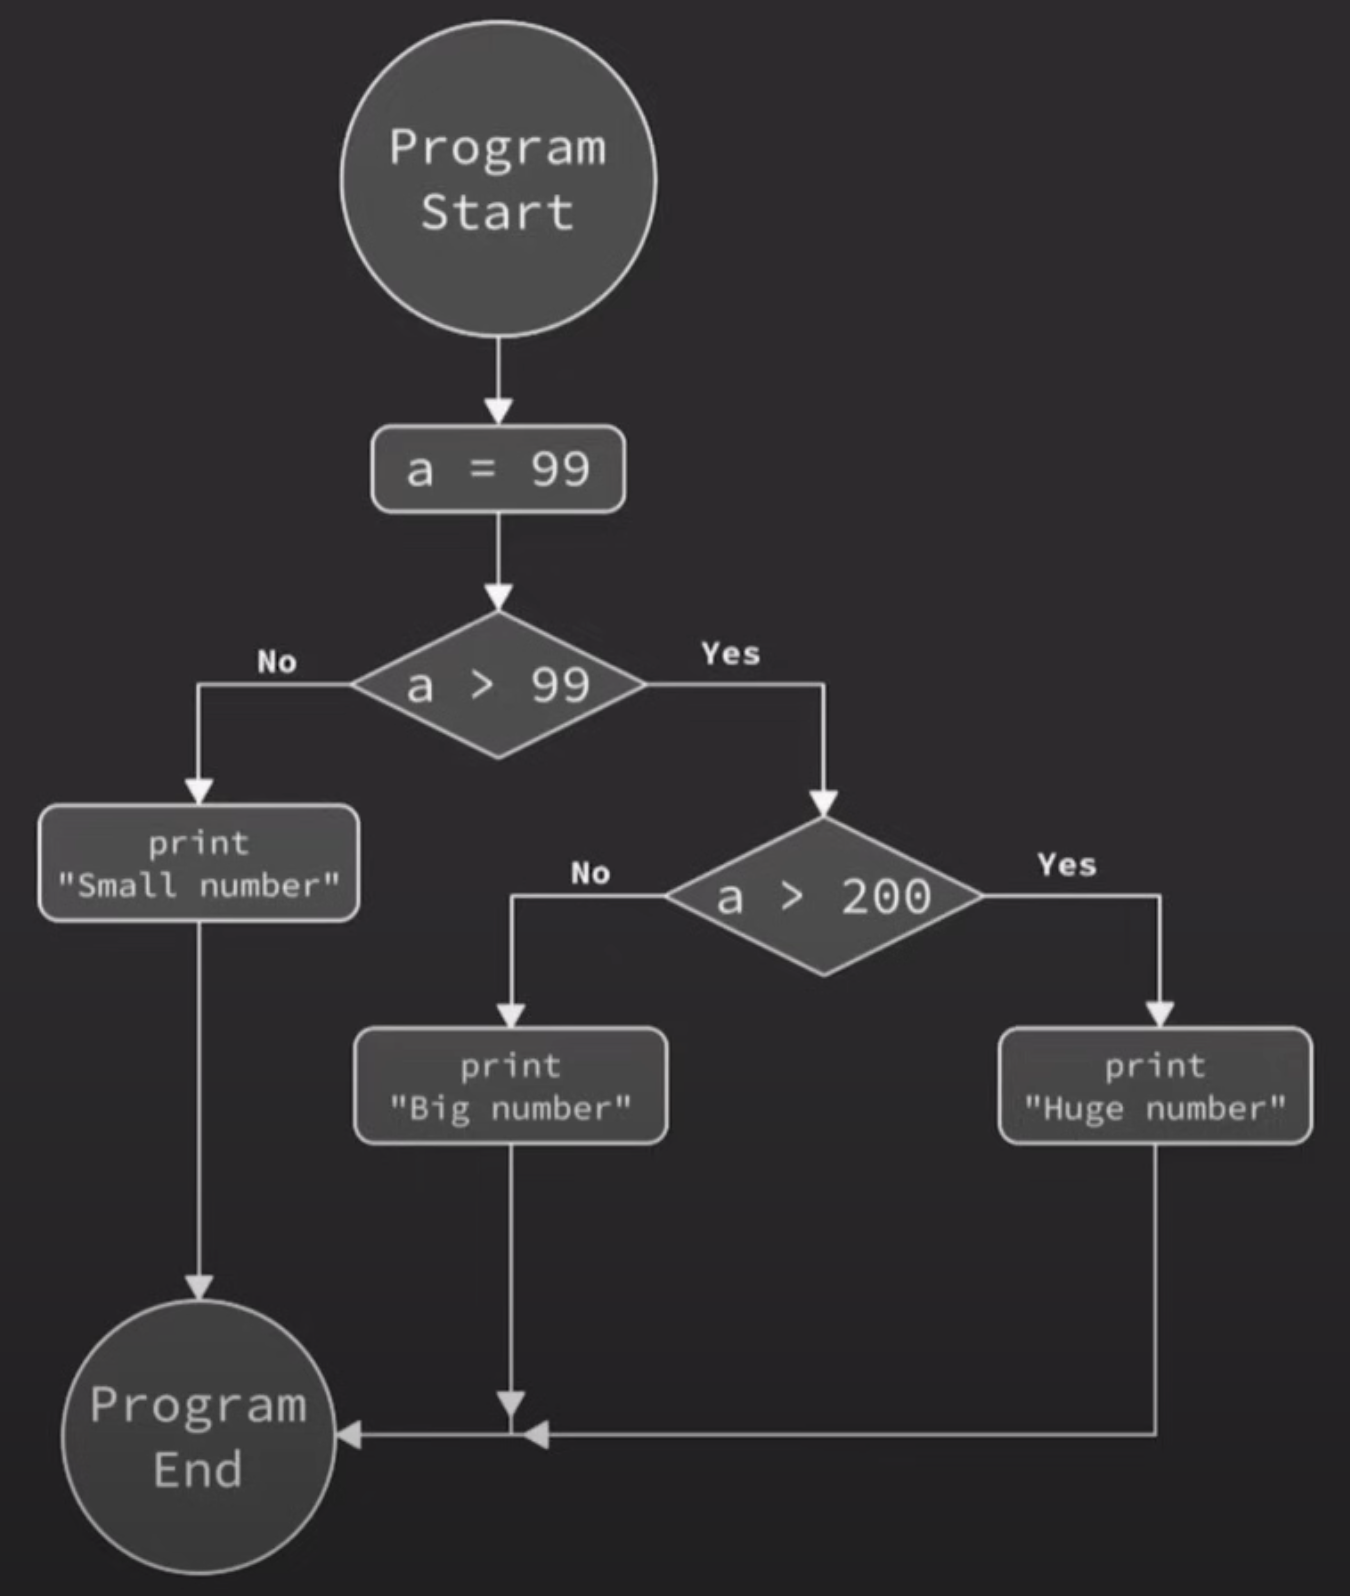 Program
Start
a = 99
a > 99
No
Yes
print
"Small number"
a > 200
No
Yes
print
"Big number"
print
"Huge number"
Program
End